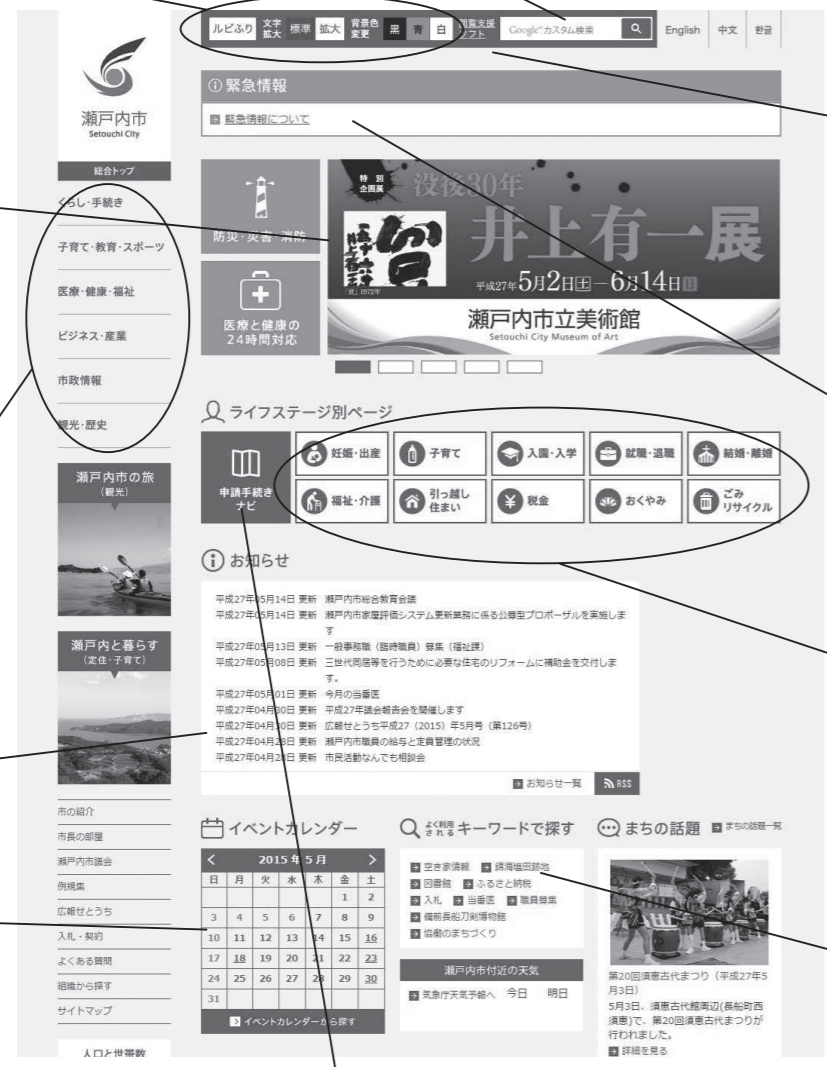 ルビふり 文字拡大 標準 拡大 背景色変更 黒 青 白 閲覧支援ソフト Google カスタム検索 English 中文 한글
瀬戸内市
Setouchi City
総合トップ
くらし・手続き
子育て・教育・スポーツ
医療・健康・福祉
ビジネス・産業
市政情報
観光・歴史
瀬戸内市の旅
(観光)
瀬戸内と暮らす
(定住・子育て)
市の紹介
市長の部屋
瀬戸内市議会
例規集
広報せとうち
入札・契約
よくある質問
組織から探す
サイトマップ
人口と世帯数
緊急情報
緊急情報について
防災・災害・消防
医療と健康の
24時間対応
特別
企画展
没後30年
井上有一展
平成27年5月2日土－6月14日日
瀬戸内市立美術館
Setouchi City Museum of Art
ライフステージ別ページ
申請手続き
ナビ
妊娠・出産 子育て 入園・入学 就職・退職 結婚・離婚
福祉・介護 引っ越し 住まい 税金 おくやみ ごみ リサイクル
お知らせ
平成27年05月14日 更新 瀬戸内市総合教育会議
平成27年05月14日 更新 瀬戸内市家屋評価システム更新業務に係る公募型プロポーザルを実施しま
す
平成27年05月13日 更新 一般事務職（臨時職員）募集（福祉課）
平成27年05月08日 更新 三世代同居等を行うために必要な住宅のリフォームに補助金を交付しま
す。
平成27年05月01日 更新 今月の当番医
平成27年04月30日 更新 平成27年議会報告会を開催します
平成27年04月30日 更新 広報せとうち平成27（2015）年5月号（第126号）
平成27年04月28日 更新 瀬戸内市職員の給与と定員管理の状況
平成27年04月28日 更新 市民活動なんでも相談会
お知らせ一覧 RSS
イベントカレンダー
< 2015年5月 >
日 月 火 水 木 金 土
1 2
3 4 5 6 7 8 9
10 11 12 13 14 15 16
17 18 19 20 21 22 23
24 25 26 27 28 29 30
31
イベントカレンダーから探す
よく利用される キーワードで探す
空き家情報 錦海塩田跡地
図書館 ふるさと納税
入札 当番医 職員募集
備前長船刀剣博物館
協働のまちづくり
瀬戸内市付近の天気
気象庁天気予報へ 今日 明日
まちの話題 まちの話題一覧
第20回須恵古代まつり（平成27年5
月3日）
5月3日、須恵古代館周辺(長船町西
須恵)で、第20回須恵古代まつりが
行われました。
詳細を見る